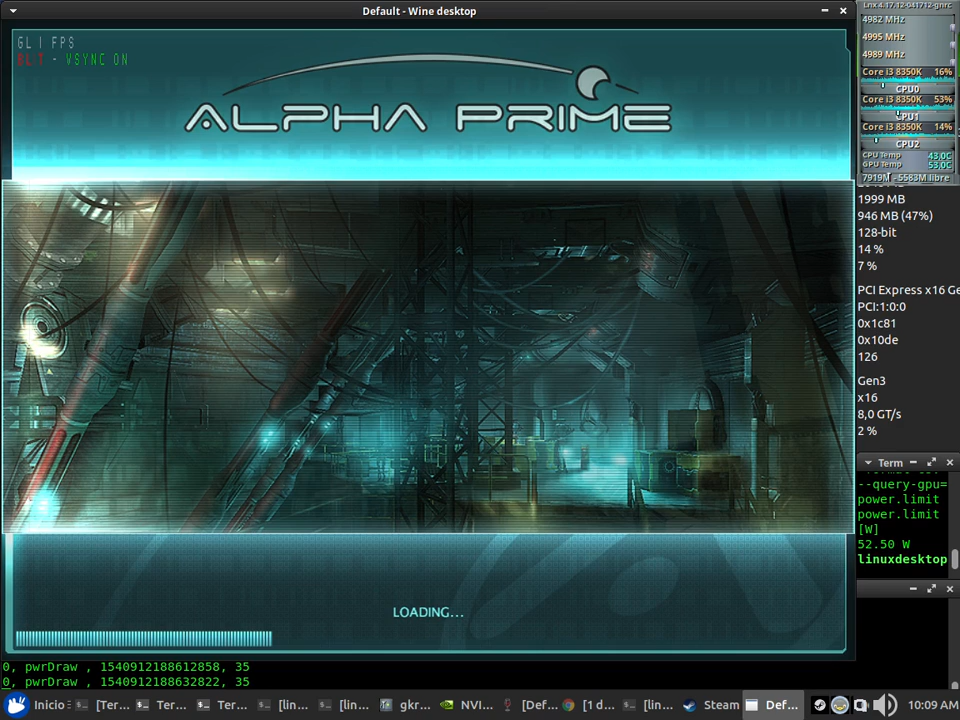 Default - Wine desktop
GL | FPS
BLIT - VSYNC ON
ALPHA PRIME
LOADING...
0, pwrDraw , 1540912188612858, 35
0, pwrDraw , 1540912188632822, 35
Lnx 4.17.12-041712-gnrc
4982 MHz
4995 MHz
4989 MHz
Core i3 8350K 16%
CPU0
Core i3 8350K 53%
CPU1
Core i3 8350K 14%
CPU2
CPU Temp 43,0C
GPU Temp 53,0C
7919M - 5583M libre
1999 MB
946 MB (47%)
128-bit
14 %
7 %
PCI Express x16 Ge
PCI:1:0:0
0x1c81
0x10de
126
Gen3
x16
8,0 GT/s
2 %
Term
--query-gpu=
power.limit
power.limit
[W]
52.50 W
linuxdesktop
Inicio [Ter... Ter... Ter... [lin... [lin... gkr... NVI... [Def... [1 d... [lin... Steam Def... 10:09 AM